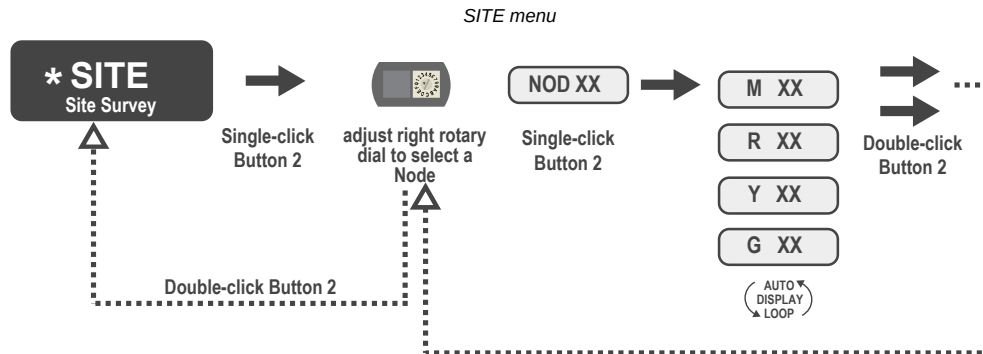 SITE menu
* SITE
Site Survey
Single-click
Button 2
adjust right rotary
dial to select a
Node
NOD XX
Single-click
Button 2
M XX
R XX
Y XX
G XX
AUTO
DISPLAY
LOOP
Double-click
Button 2
Double-click Button 2